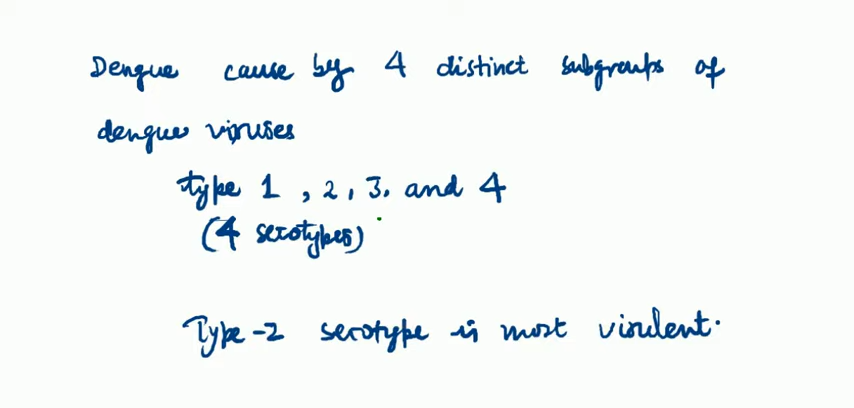 Dengue cause by 4 distinct subgroups of
dengue viruses
type 1, 2, 3, and 4
(4 serotypes)
Type-2 serotype is most virulent.